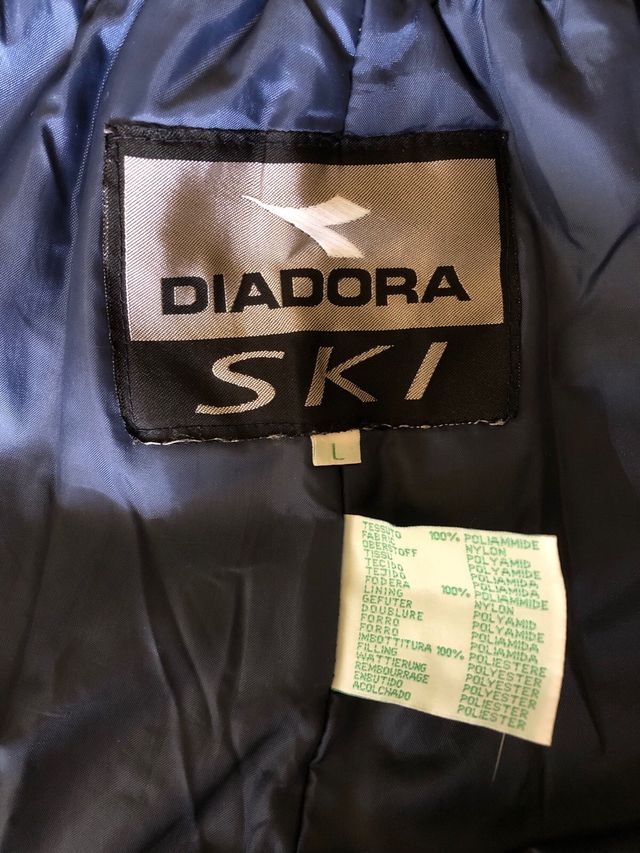 DIADORA
SKI
L
TESSUTO 100% POLIAMMIDE
FABRIC NYLON
OBERSTOFF POLYAMID
TISSU POLYAMIDE
TECIDO POLIAMIDA
TEJIDO POLIAMIDA
FODERA 100% POLIAMMIDE
LINING NYLON
GEFUTER POLYAMID
DOUBLURE POLYAMIDE
FORRO POLIAMIDA
FORRO POLIAMIDA
IMBOTTITURA 100% POLIESTERE
FILLING POLYESTER
WATTIERUNG POLYESTER
REMBOURRAGE POLYESTER
ENBUTIDO POLIESTER
ACOLCHADO POLIESTER